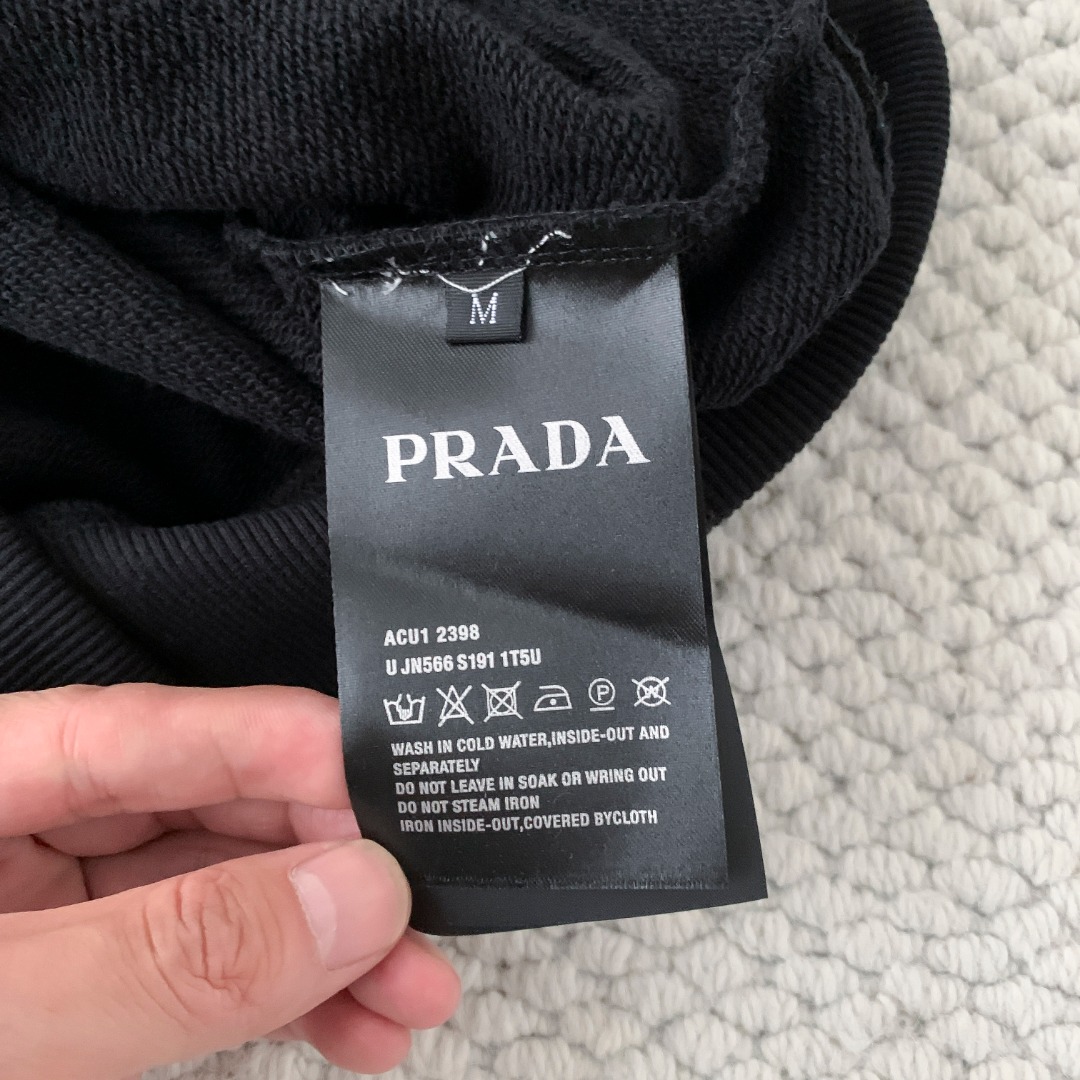 M
PRADA
ACU1 2398
U JN566 S191 1T5U
P
W
WASH IN COLD WATER,INSIDE-OUT AND
SEPARATELY
DO NOT LEAVE IN SOAK OR WRING OUT
DO NOT STEAM IRON
IRON INSIDE-OUT,COVERED BYCLOTH